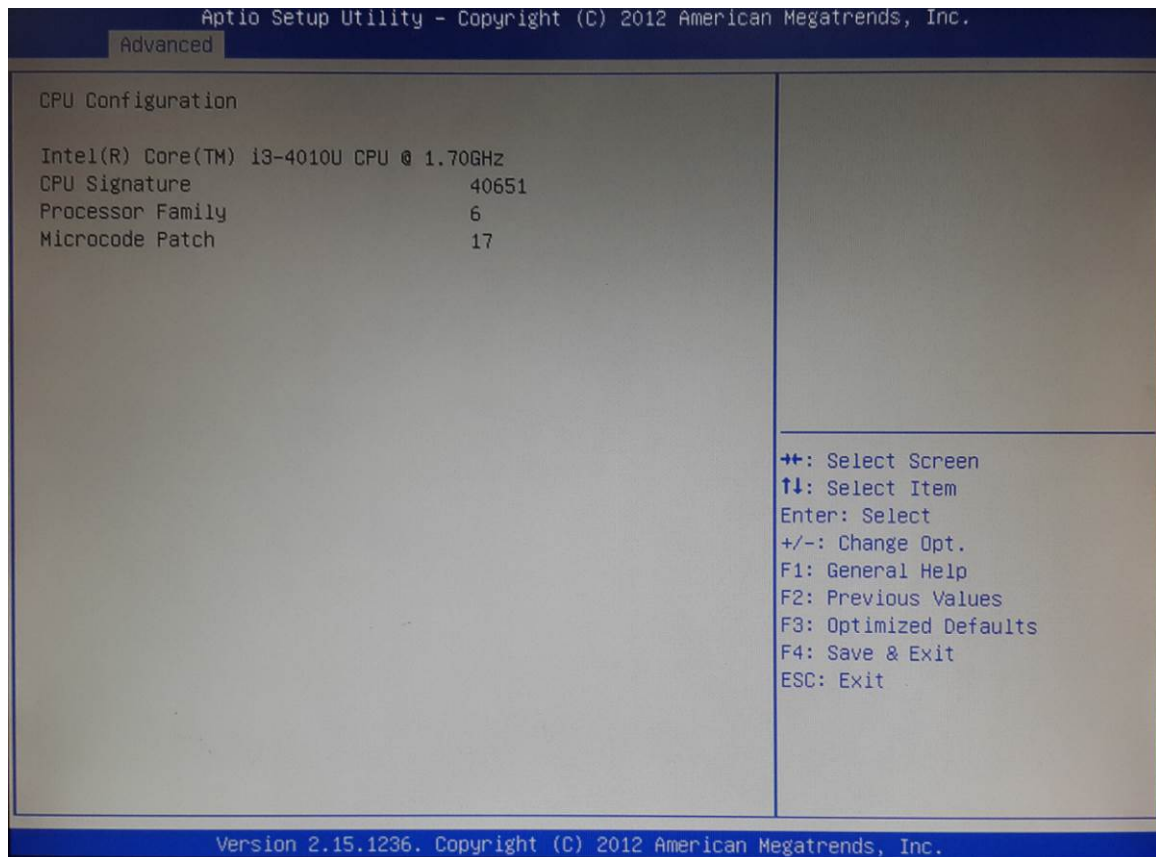 Aptio Setup Utility – Copyright (C) 2012 American Megatrends, Inc.
Advanced
CPU Configuration
Intel(R) Core(TM) i3-4010U CPU @ 1.70GHz
CPU Signature 40651
Processor Family 6
Microcode Patch 17
→←: Select Screen
↑↓: Select Item
Enter: Select
+/-: Change Opt.
F1: General Help
F2: Previous Values
F3: Optimized Defaults
F4: Save & Exit
ESC: Exit
Version 2.15.1236. Copyright (C) 2012 American Megatrends, Inc.